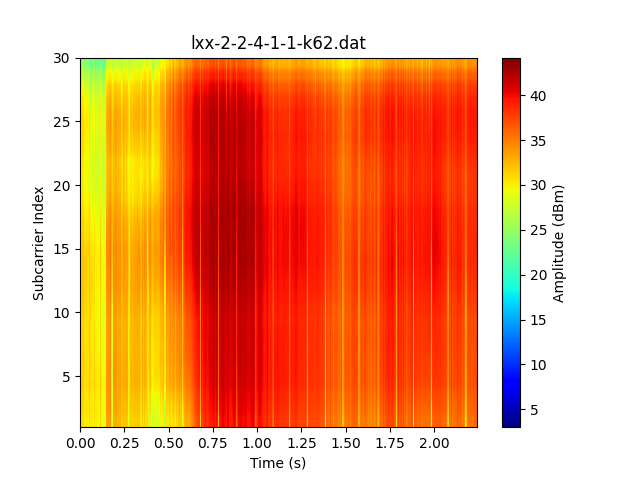 lxx-2-2-4-1-1-k62.dat
30
25
20
15
10
5
Subcarrier Index
0.00 0.25 0.50 0.75 1.00 1.25 1.50 1.75 2.00
Time (s)
40
35
30
25
20
15
10
5
Amplitude (dBm)